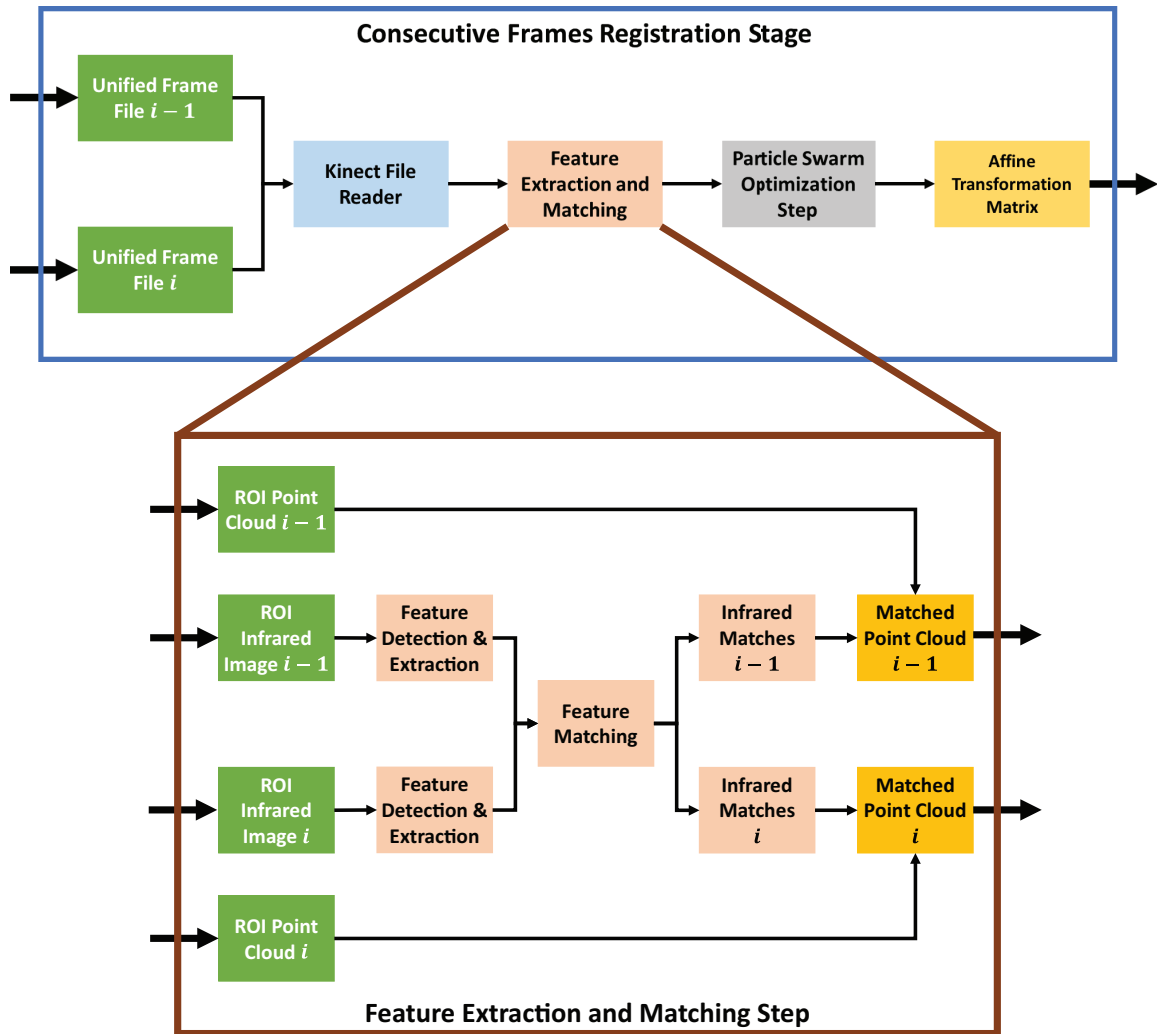 Consecutive Frames Registration Stage
Unified Frame
File i − 1
Unified Frame
File i
Kinect File
Reader
Feature
Extraction and
Matching
Particle Swarm
Optimization
Step
Affine
Transformation
Matrix
ROI Point
Cloud i − 1
ROI
Infrared
Image i − 1
Feature
Detection &
Extraction
ROI
Infrared
Image i
Feature
Detection &
Extraction
Feature
Matching
Infrared
Matches
i − 1
Matched
Point Cloud
i − 1
Infrared
Matches
i
Matched
Point Cloud
i
ROI Point
Cloud i
Feature Extraction and Matching Step